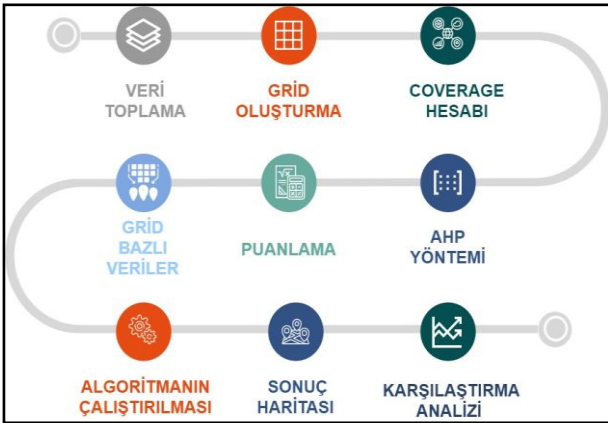 VERİ
TOPLAMA
GRİD
OLUŞTURMA
COVERAGE
HESABI
AHP
YÖNTEMİ
PUANLAMA
GRİD
BAZLI
VERİLER
ALGORİTMANIN
ÇALIŞTIRILMASI
SONUÇ
HARİTASI
KARŞILAŞTIRMA
ANALİZİ